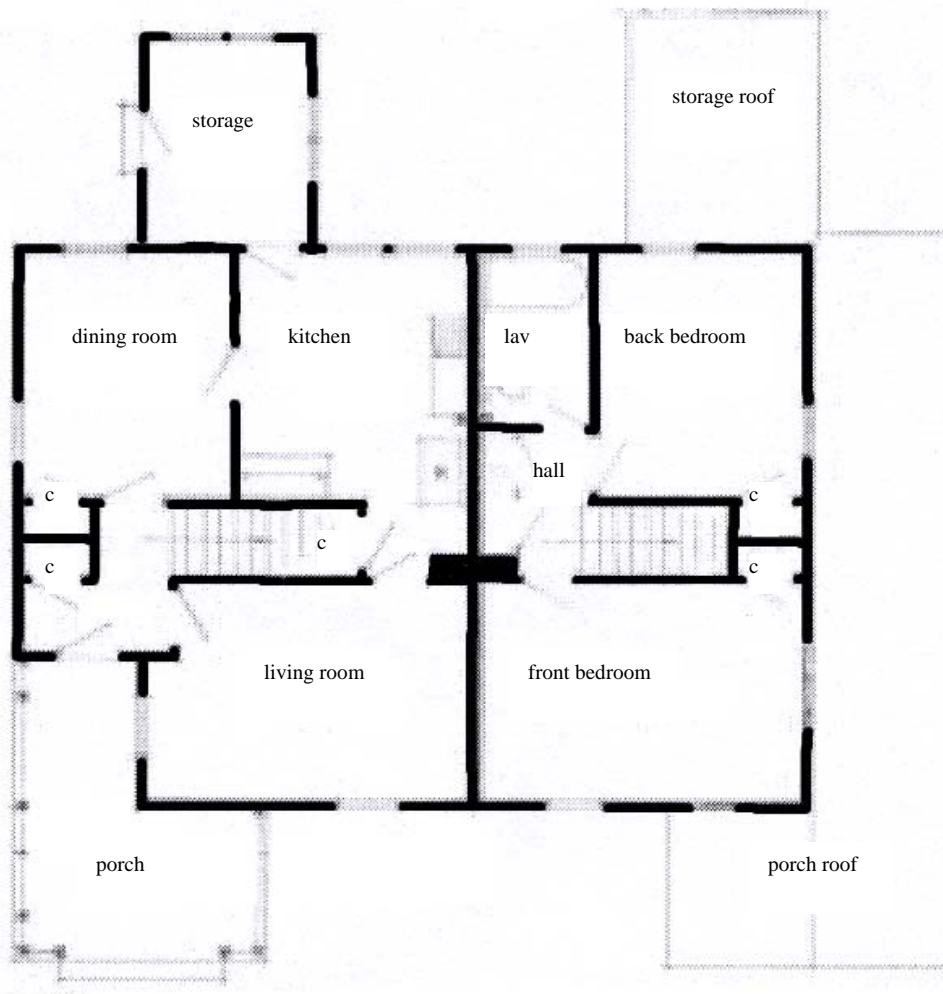 storage roof
storage
dining room
kitchen
lav
back bedroom
hall
c
c
c
c
c
living room
front bedroom
porch
porch roof